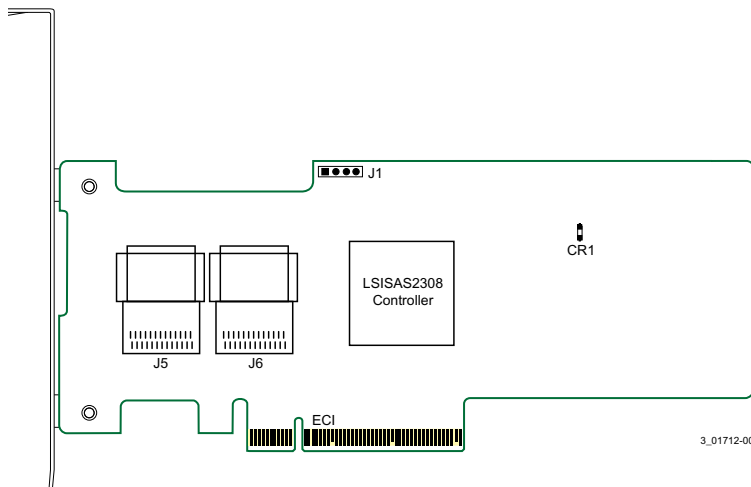 J1
CR1
LSISAS2308
Controller
J5
J6
ECI
3_01712-00